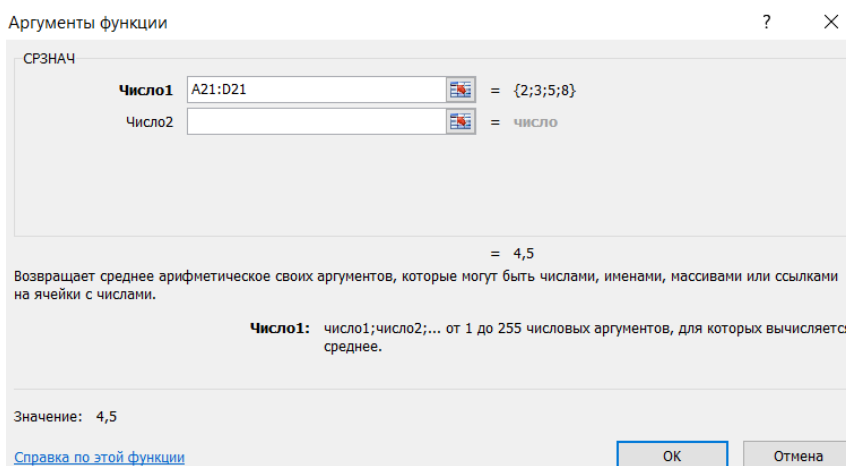 Аргументы функции ? ×
СРЗНАЧ
Число1 A21:D21 = {2;3;5;8}
Число2 = число
= 4,5
Возвращает среднее арифметическое своих аргументов, которые могут быть числами, именами, массивами или ссылками
на ячейки с числами.
Число1: число1;число2;... от 1 до 255 числовых аргументов, для которых вычисляется
среднее.
Значение: 4,5
Справка по этой функции ОК Отмена